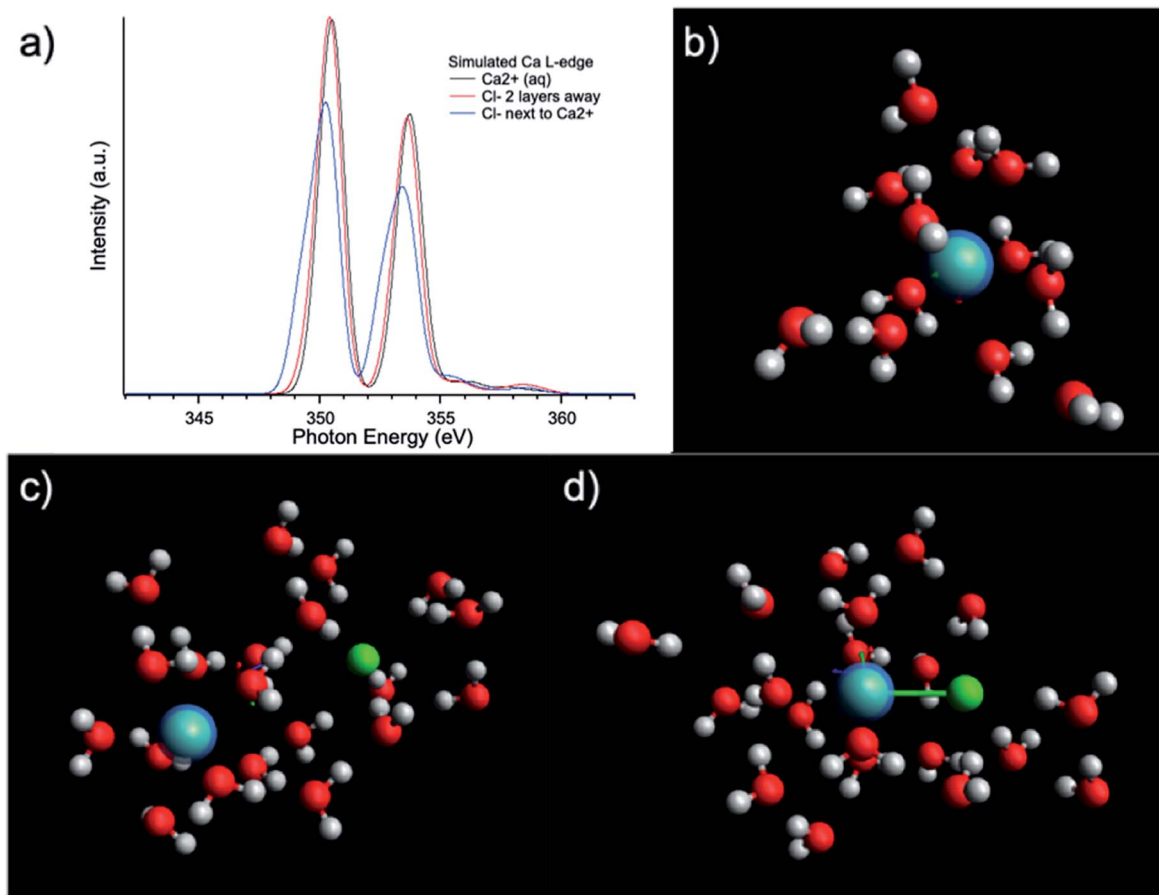 a)
Simulated Ca L-edge
Ca2+ (aq)
Cl- 2 layers away
Cl- next to Ca2+
Intensity (a.u.)
345
350
355
360
Photon Energy (eV)
b)
c)
d)